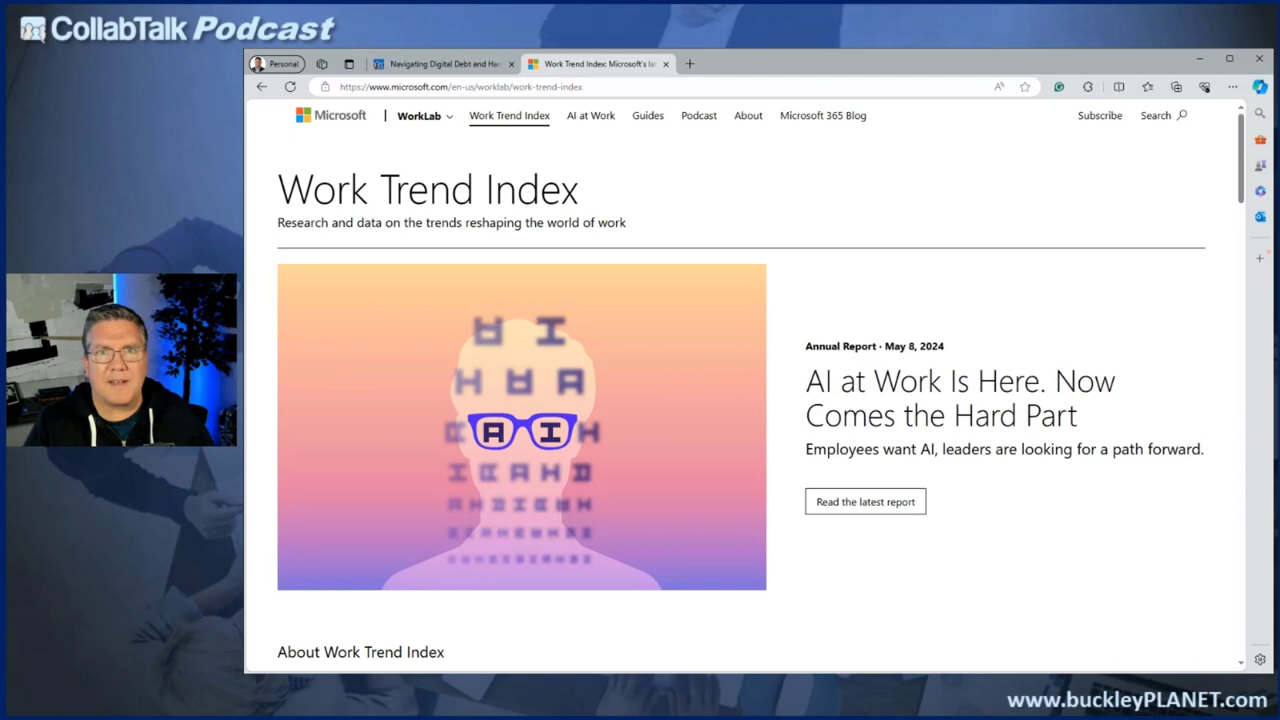 CollabTalk Podcast
Personal
Navigating Digital Debt and Har
Work Trend Index: Microsoft's la
https://www.microsoft.com/en-us/worklab/work-trend-index
Microsoft
WorkLab
Work Trend Index
AI at Work
Guides
Podcast
About
Microsoft 365 Blog
Subscribe
Search
Work Trend Index
Research and data on the trends reshaping the world of work
A I
Annual Report · May 8, 2024
AI at Work Is Here. Now
Comes the Hard Part
Employees want AI, leaders are looking for a path forward.
Read the latest report
About Work Trend Index
www.buckleyPLANET.com